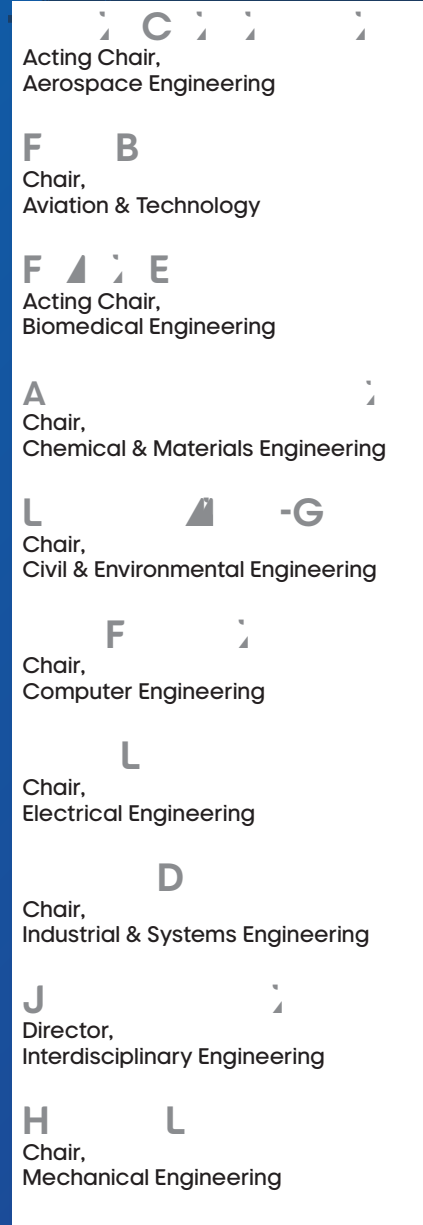 Acting Chair,
Aerospace Engineering
F B
Chair,
Aviation & Technology
F E
Acting Chair,
Biomedical Engineering
A
Chair,
Chemical & Materials Engineering
L -G
Chair,
Civil & Environmental Engineering
F
Chair,
Computer Engineering
L
Chair,
Electrical Engineering
D
Chair,
Industrial & Systems Engineering
J
Director,
Interdisciplinary Engineering
H L
Chair,
Mechanical Engineering